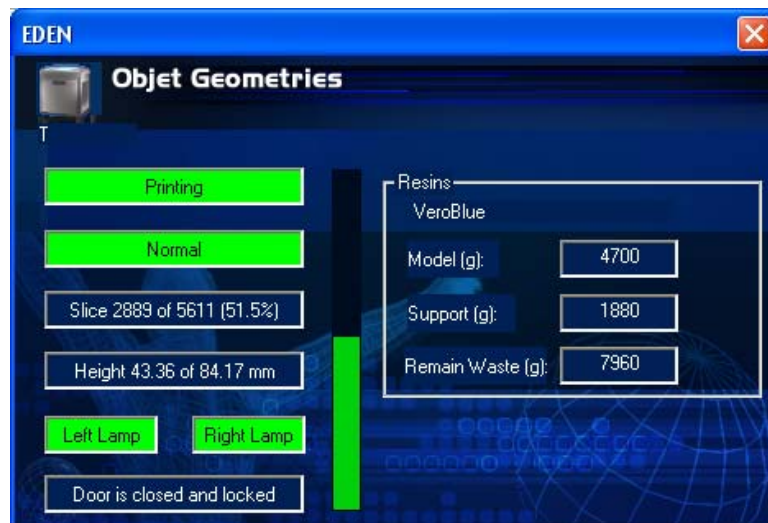 EDEN
Objet Geometries
T
Printing
Normal
Slice 2889 of 5611 (51.5%)
Height 43.36 of 84.17 mm
Left Lamp Right Lamp
Door is closed and locked
Resins
VeroBlue
Model (g): 4700
Support (g): 1880
Remain Waste (g): 7960